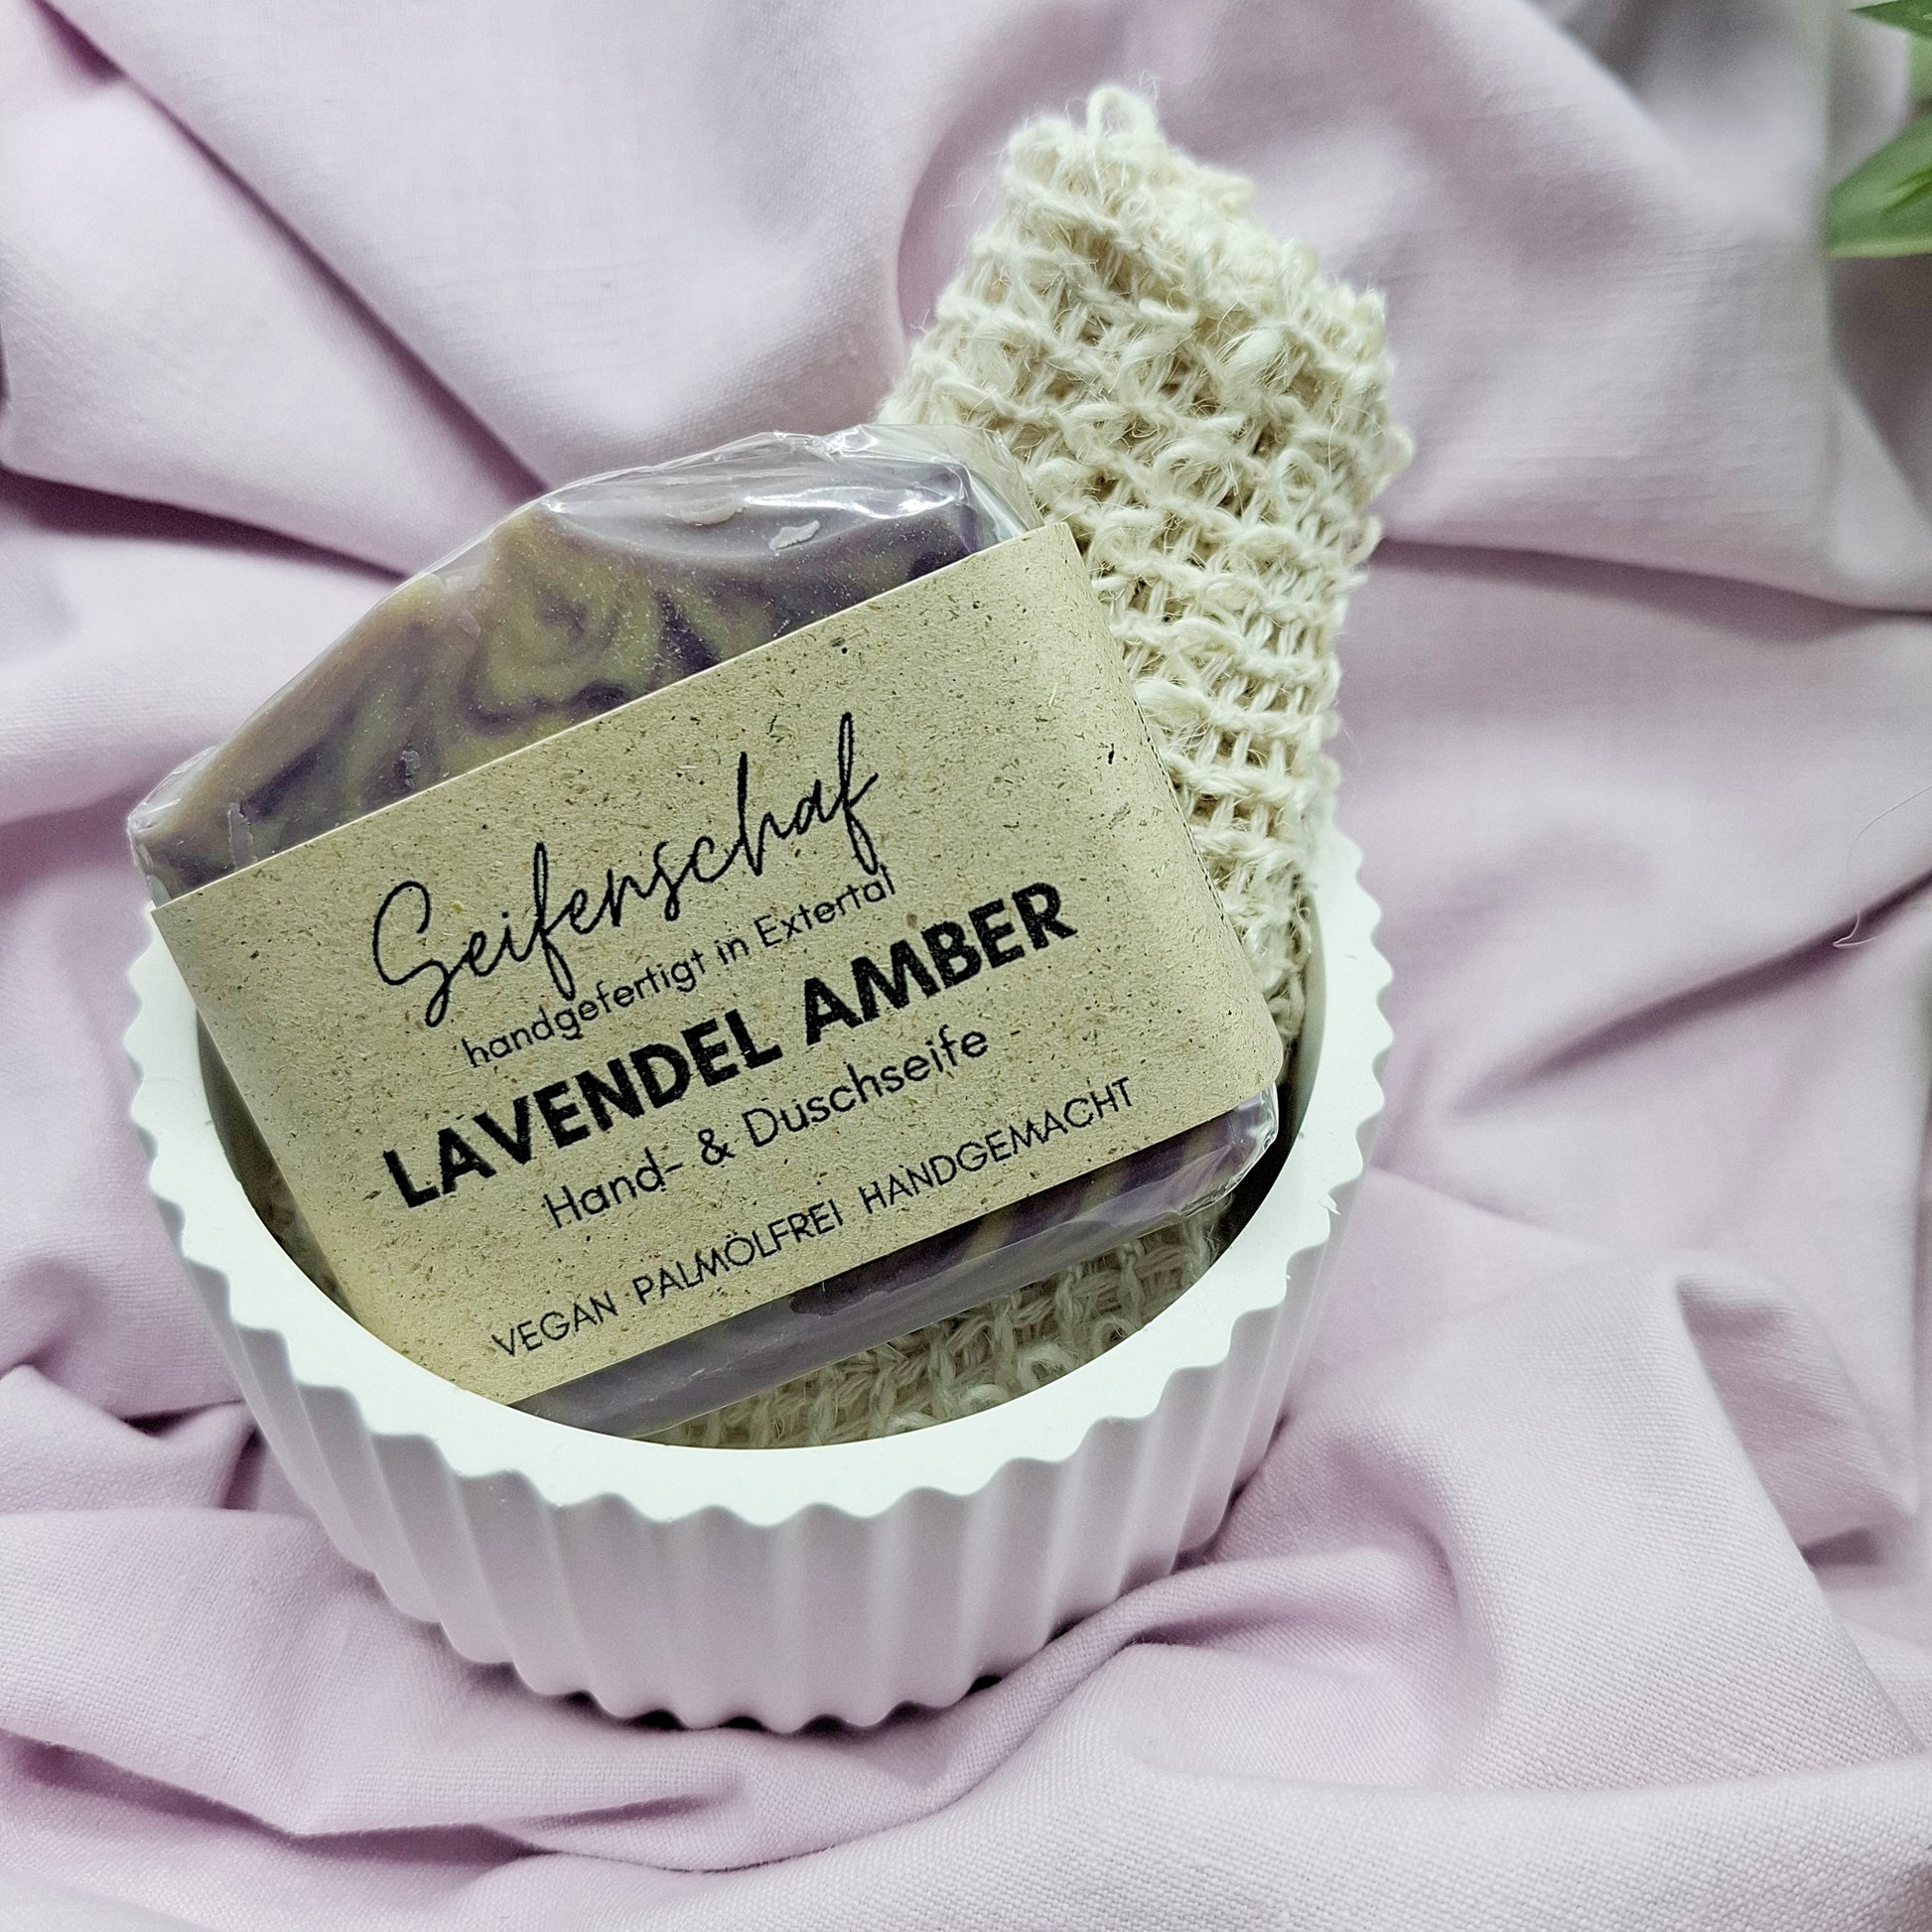 Seifenschaf
handgefertigt in Extertal
LAVENDEL AMBER
Hand- & Duschseife -
VEGAN PALMÖLFREI HANDGEMACHT